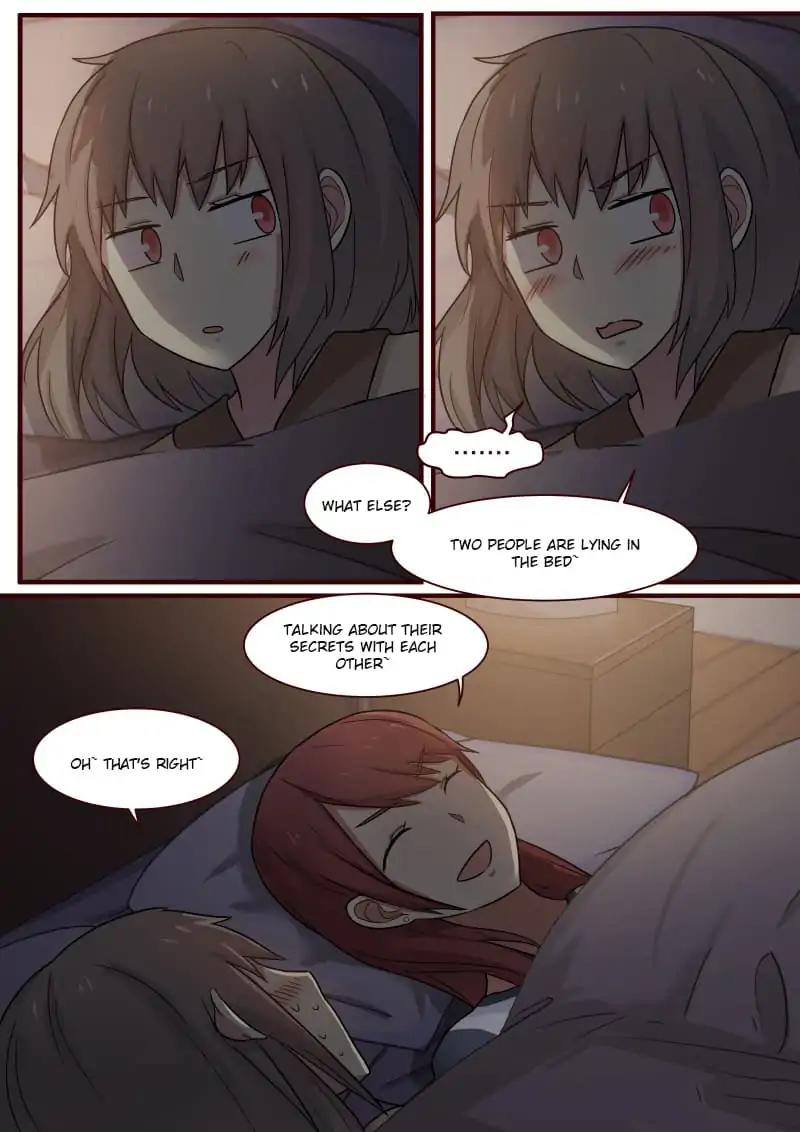 .......
WHAT ELSE?
TWO PEOPLE ARE LYING IN
THE BED~
TALKING ABOUT THEIR
SECRETS WITH EACH
OTHER~
OH~ THAT'S RIGHT~